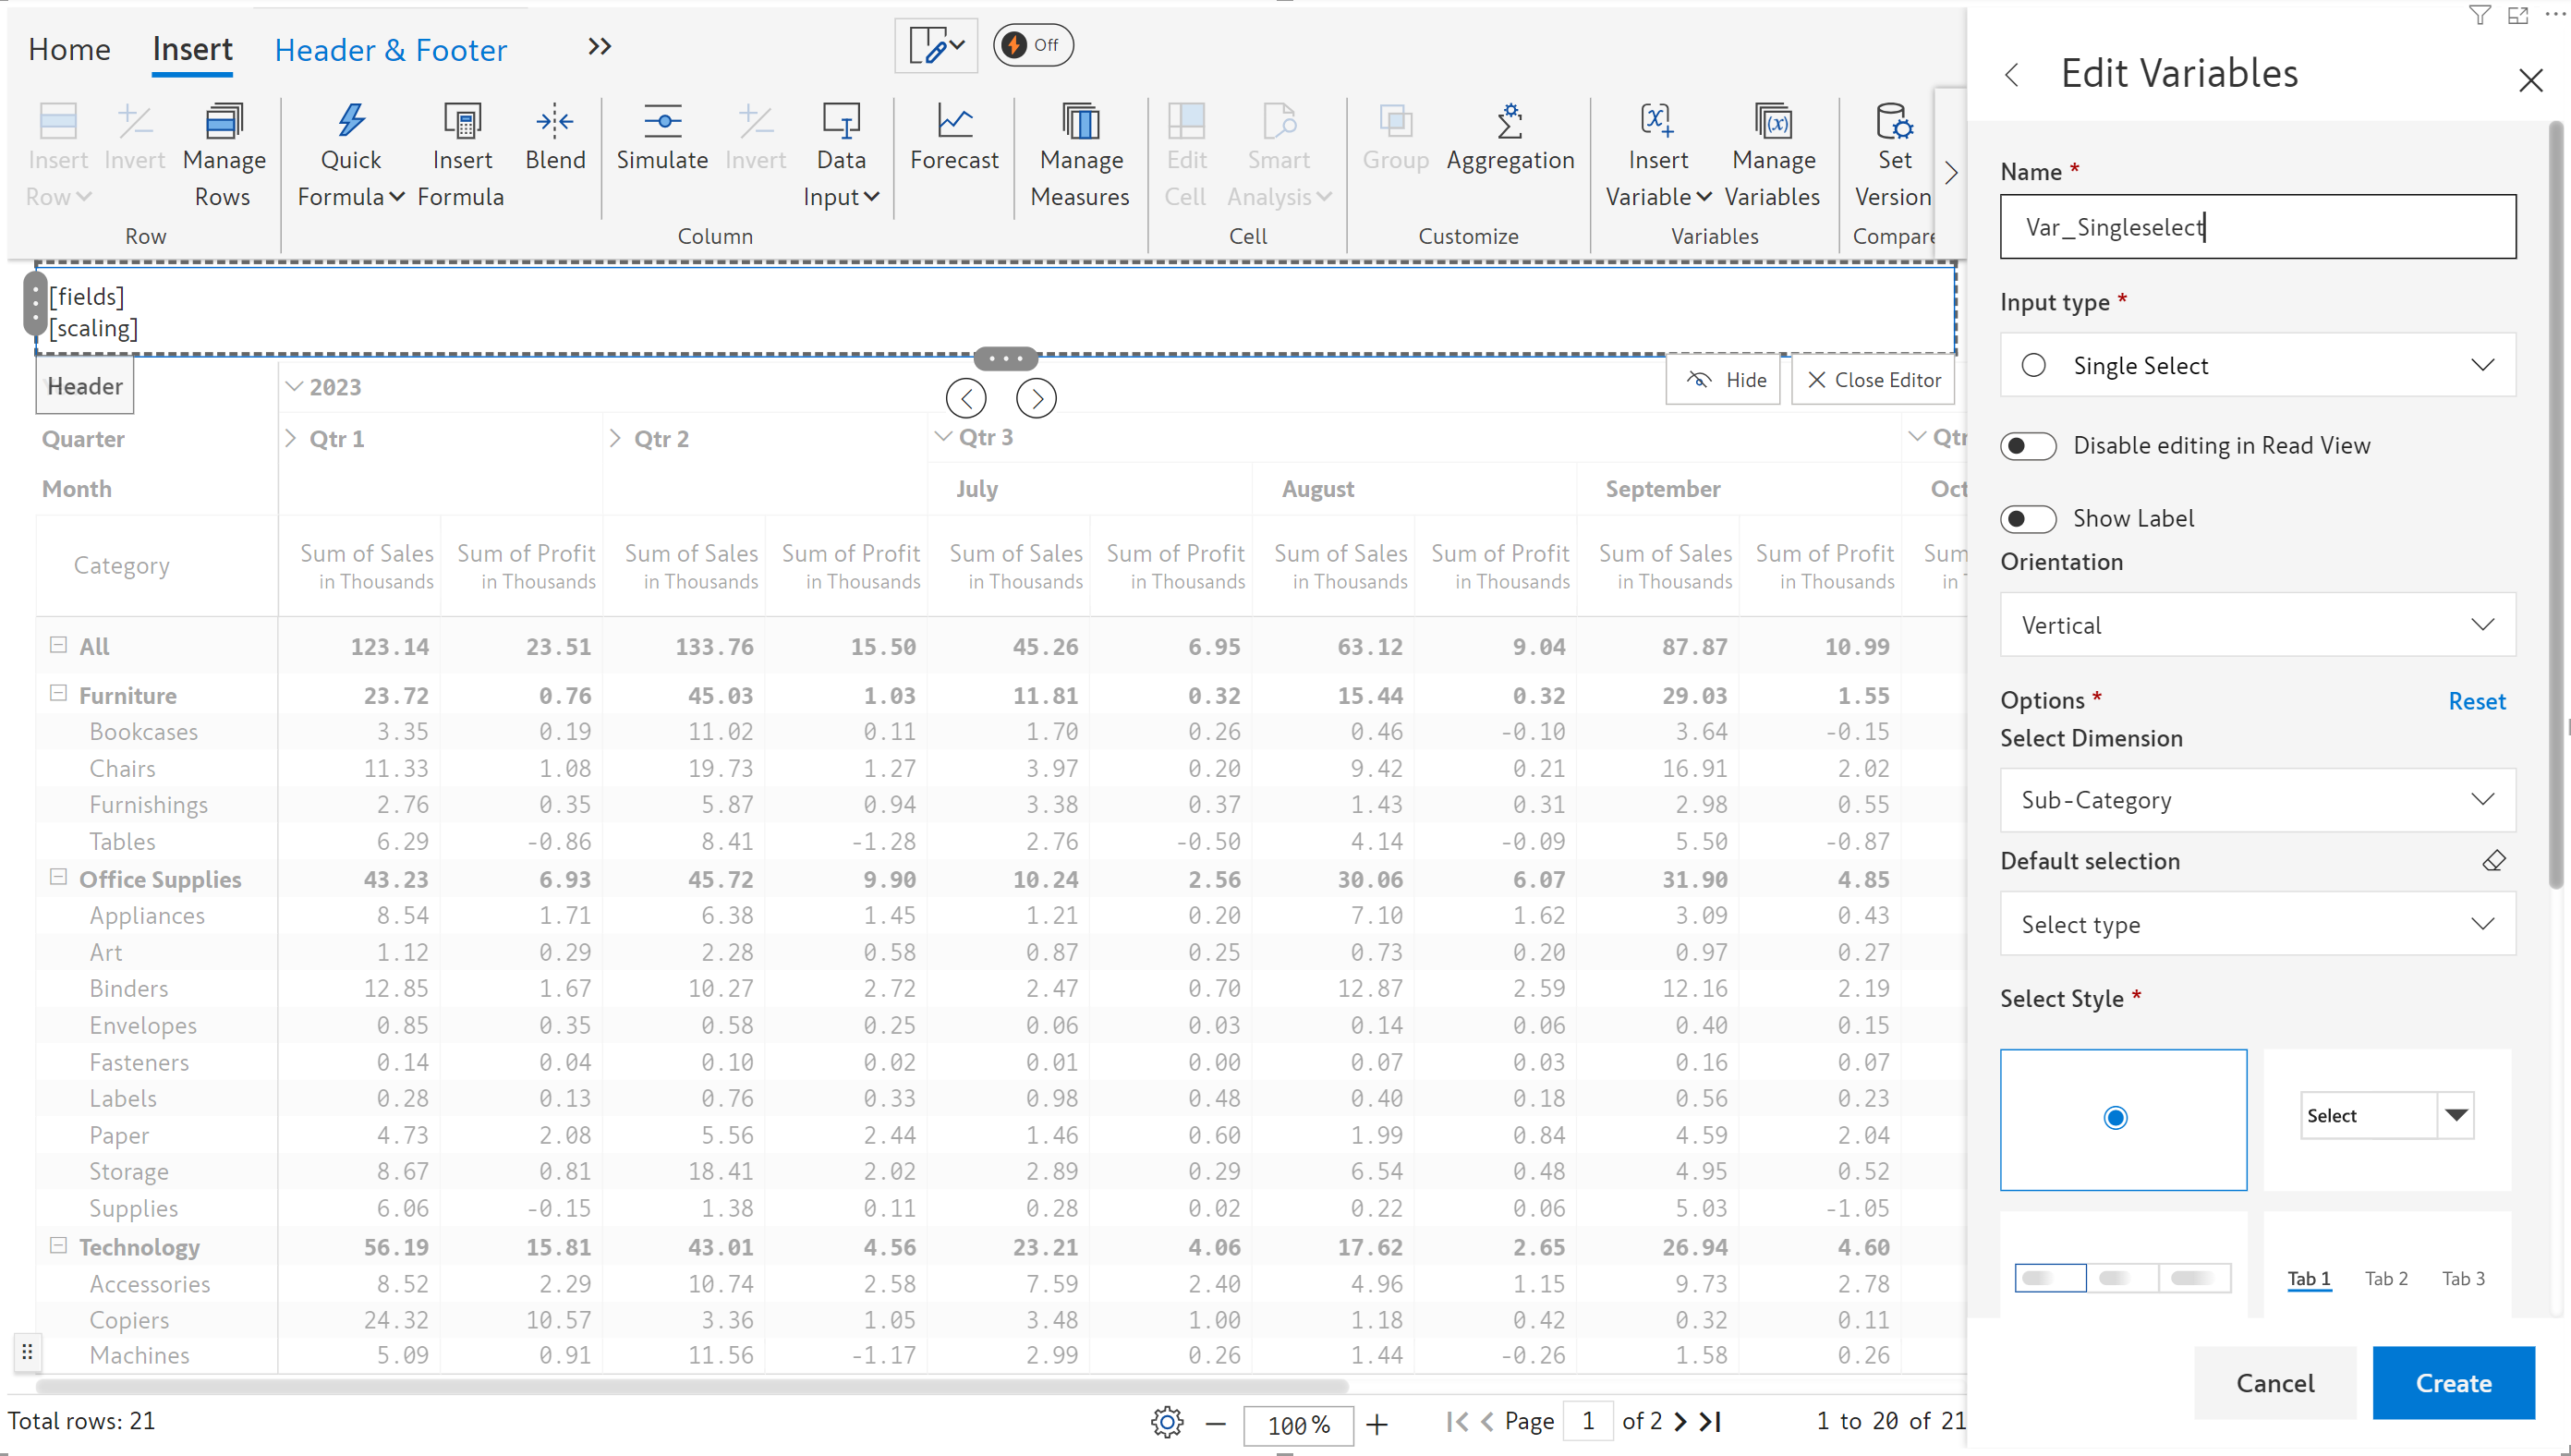 Home Insert Header & Footer Off
Insert Row Invert Manage Rows Quick Formula Insert Formula Blend Simulate Invert Data Input Forecast Manage Measures Edit Cell Smart Analysis Group Aggregation Insert Variable Manage Variables Set Version
Row Column Cell Customize Variables Compare
[fields]
[scaling]
Header 2023 Hide Close Editor
Quarter Qtr 1 Qtr 2 Qtr 3 Qtr
Month July August September Oct
Category Sum of Sales Sum of Profit Sum of Sales Sum of Profit Sum of Sales Sum of Profit Sum of Sales Sum of Profit Sum of Sales Sum of Profit Sum
in Thousands in Thousands in Thousands in Thousands in Thousands in Thousands in Thousands in Thousands in Thousands in Thousands in
All 123.14 23.51 133.76 15.50 45.26 6.95 63.12 9.04 87.87 10.99
Furniture 23.72 0.76 45.03 1.03 11.81 0.32 15.44 0.32 29.03 1.55
Bookcases 3.35 0.19 11.02 0.11 1.70 0.26 0.46 -0.10 3.64 -0.15
Chairs 11.33 1.08 19.73 1.27 3.97 0.20 9.42 0.21 16.91 2.02
Furnishings 2.76 0.35 5.87 0.94 3.38 0.37 1.43 0.31 2.98 0.55
Tables 6.29 -0.86 8.41 -1.28 2.76 -0.50 4.14 -0.09 5.50 -0.87
Office Supplies 43.23 6.93 45.72 9.90 10.24 2.56 30.06 6.07 31.90 4.85
Appliances 8.54 1.71 6.38 1.45 1.21 0.20 7.10 1.62 3.09 0.43
Art 1.12 0.29 2.28 0.58 0.87 0.25 0.73 0.20 0.97 0.27
Binders 12.85 1.67 10.27 2.72 2.47 0.70 12.87 2.59 12.16 2.19
Envelopes 0.85 0.35 0.58 0.25 0.06 0.03 0.14 0.06 0.40 0.15
Fasteners 0.14 0.04 0.10 0.02 0.01 0.00 0.07 0.03 0.16 0.07
Labels 0.28 0.13 0.76 0.33 0.98 0.48 0.40 0.18 0.56 0.23
Paper 4.73 2.08 5.56 2.44 1.46 0.60 1.99 0.84 4.59 2.04
Storage 8.67 0.81 18.41 2.02 2.89 0.29 6.54 0.48 4.95 0.52
Supplies 6.06 -0.15 1.38 0.11 0.28 0.02 0.22 0.06 5.03 -1.05
Technology 56.19 15.81 43.01 4.56 23.21 4.06 17.62 2.65 26.94 4.60
Accessories 8.52 2.29 10.74 2.58 7.59 2.40 4.96 1.15 9.73 2.78
Copiers 24.32 10.57 3.36 1.05 3.48 1.00 1.18 0.42 0.32 0.11
Machines 5.09 0.91 11.56 -1.17 2.99 0.26 1.44 -0.26 1.58 0.26
Total rows: 21 100% Page 1 of 2 1 to 20 of 21
Edit Variables
Name *
Var_Singleselect
Input type *
Single Select
Disable editing in Read View
Show Label
Orientation
Vertical
Options * Reset
Select Dimension
Sub-Category
Default selection
Select type
Select Style *
Select
Tab 1 Tab 2 Tab 3
Cancel Create